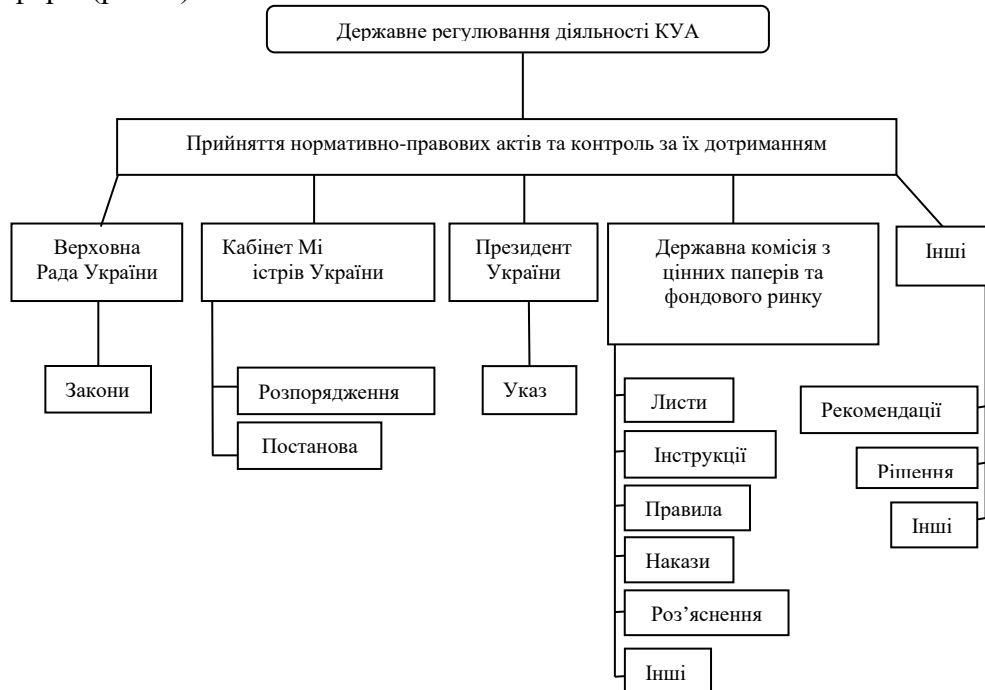 Державне регулювання діяльності КУА
Прийняття нормативно-правових актів та контроль за їх дотриманням
Верховна
Рада України
Кабінет Мі
істрів України
Президент
України
Державна комісія з
цінних паперів та
фондового ринку
Інші
Закони
Розпорядження
Постанова
Указ
Листи
Інструкції
Правила
Накази
Роз’яснення
Інші
Рекомендації
Рішення
Інші